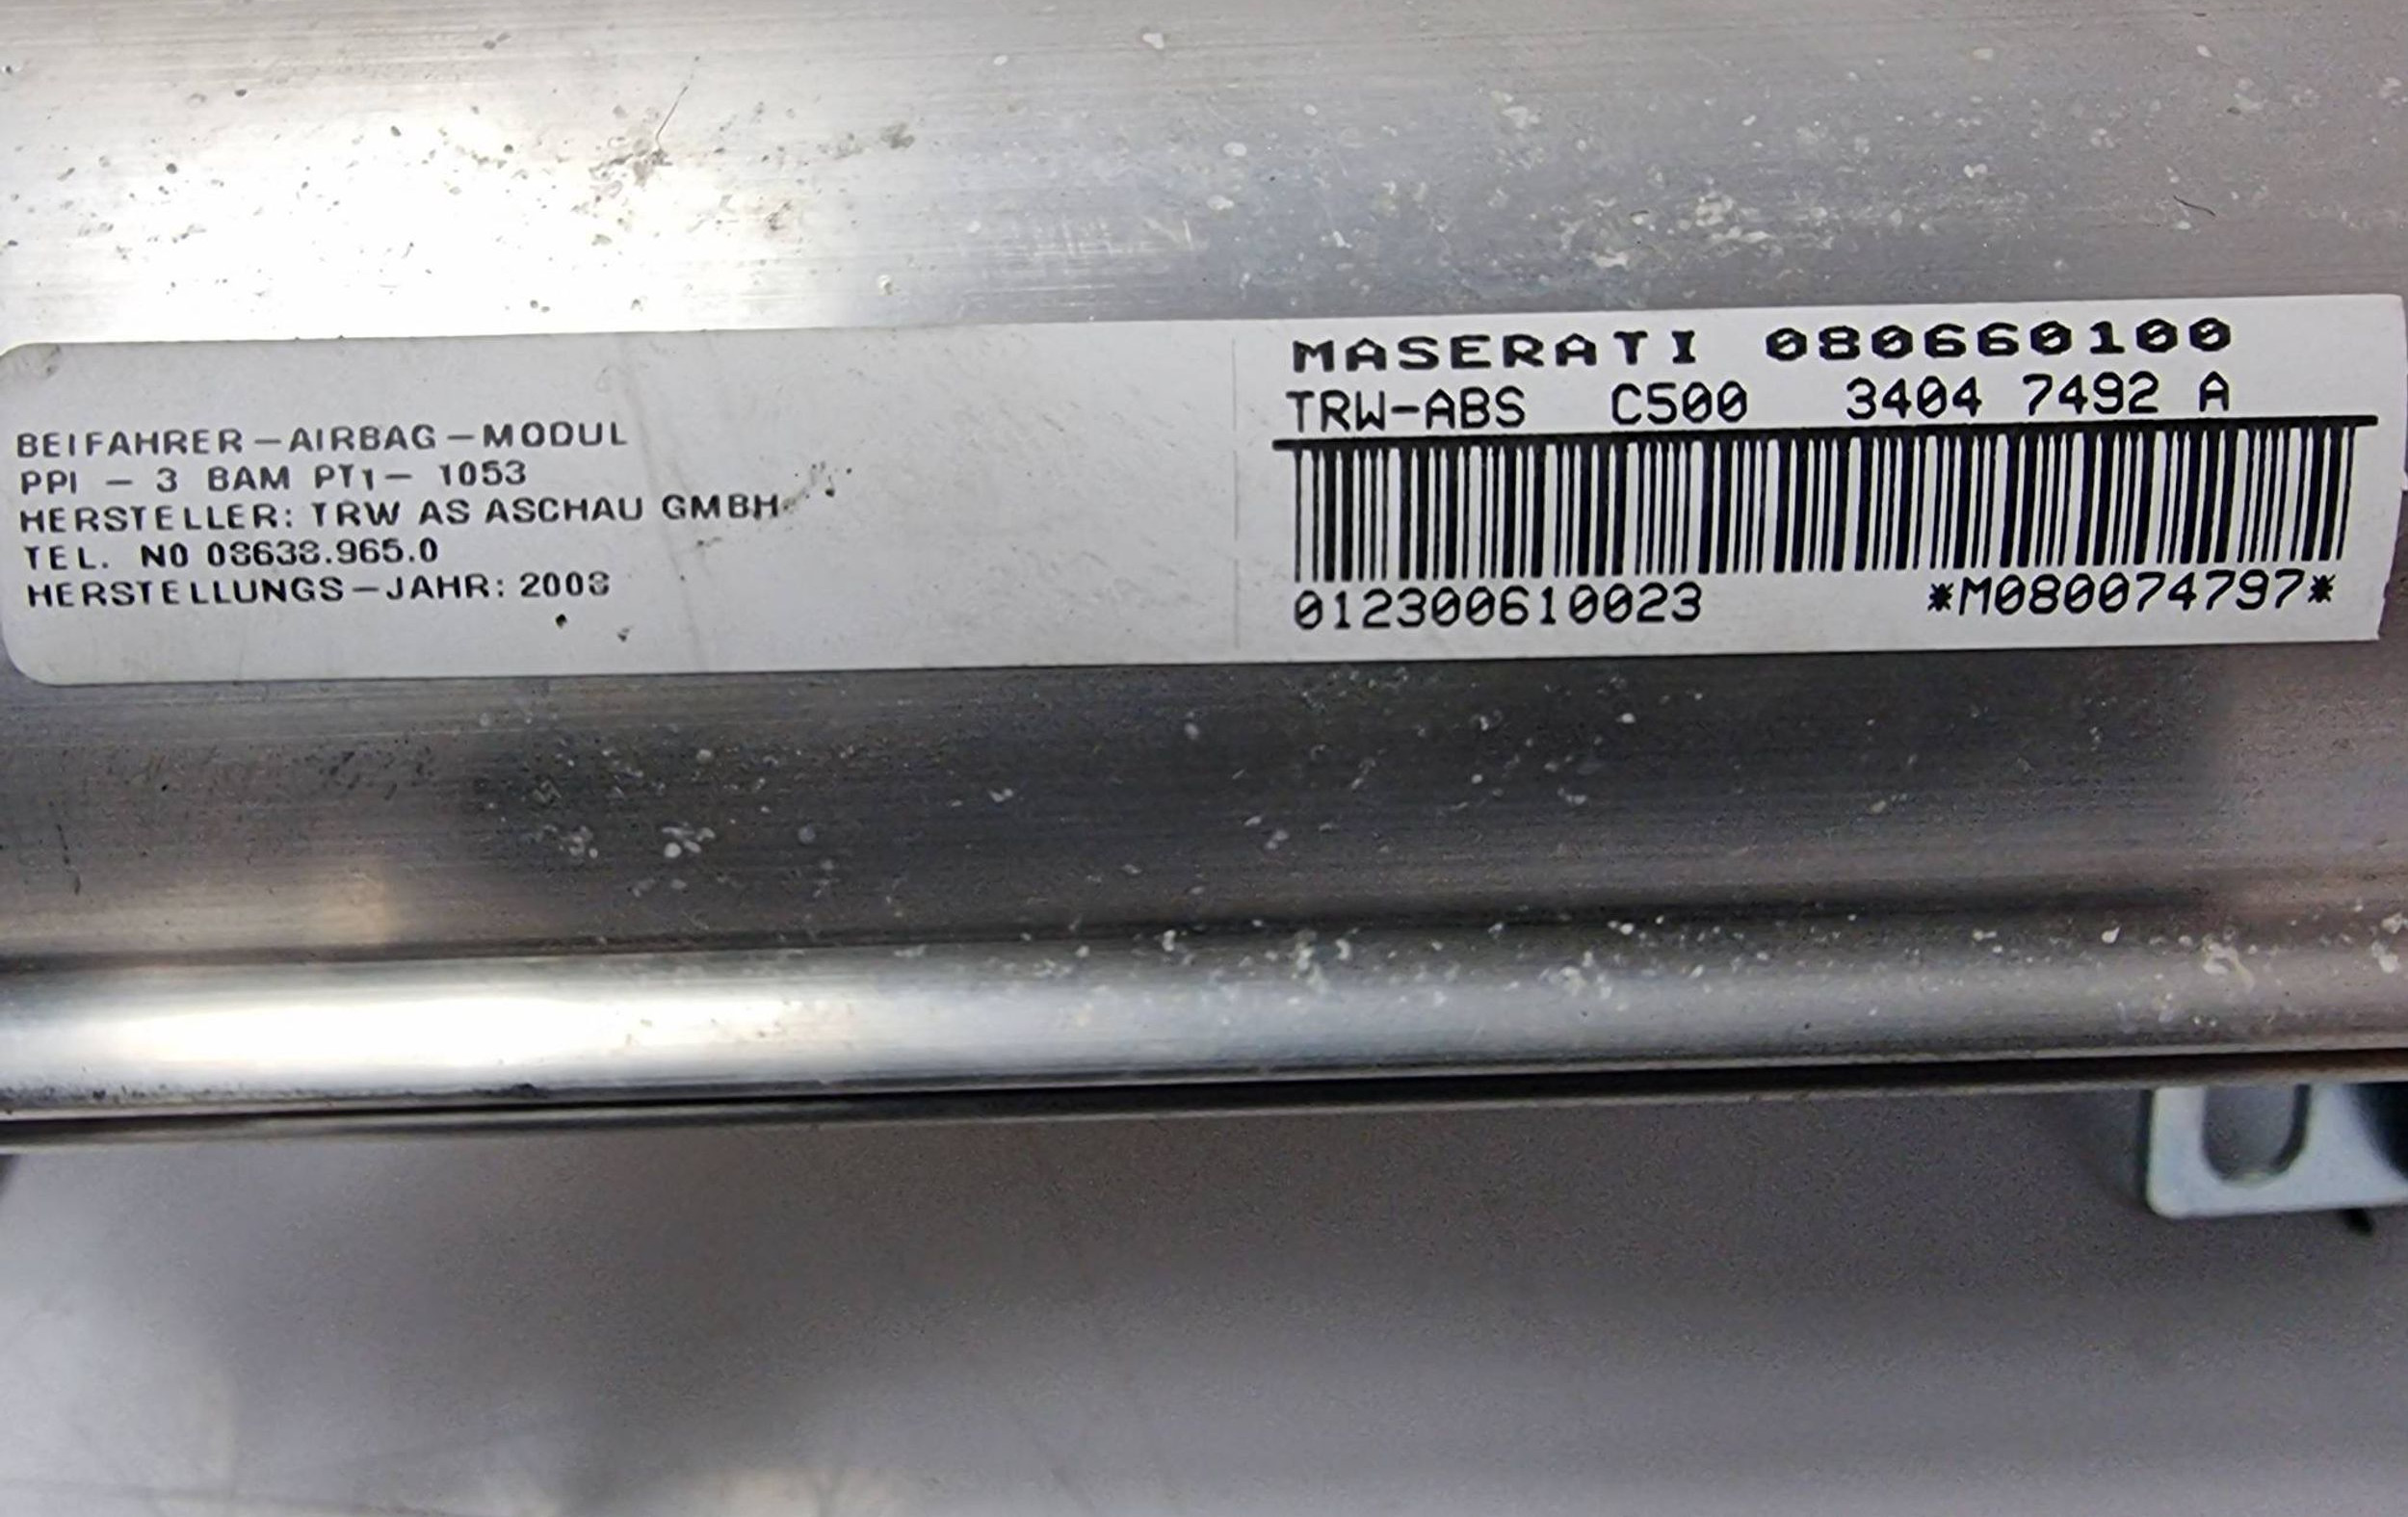 BEIFAHRER-AIRBAG-MODUL
PPI - 3 BAM PT1- 1053
HERSTELLER: TRW AS ASCHAU GMBH
TEL. NO 08638.965.0
HERSTELLUNGS-JAHR: 2008
MASERATI 080660100
TRW-ABS C500 3404 7492 A
012300610023 *M080074797*